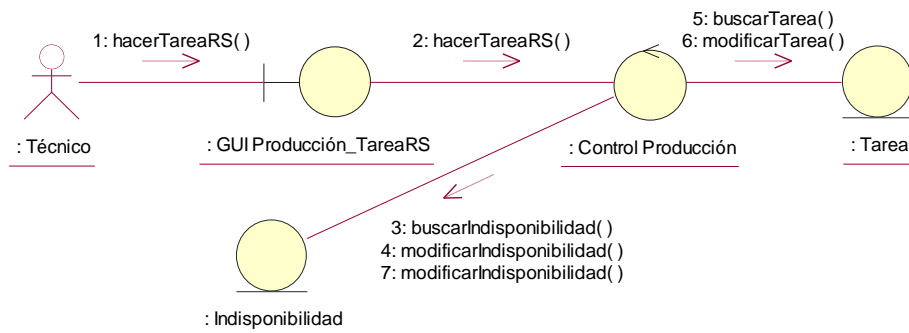 1: hacerTareaRS( )
2: hacerTareaRS( )
5: buscarTarea( )
6: modificarTarea( )
: Técnico
: GUI Producción_TareaRS
: Control Producción
: Tarea
3: buscarIndisponibilidad( )
4: modificarIndisponibilidad( )
7: modificarIndisponibilidad( )
: Indisponibilidad